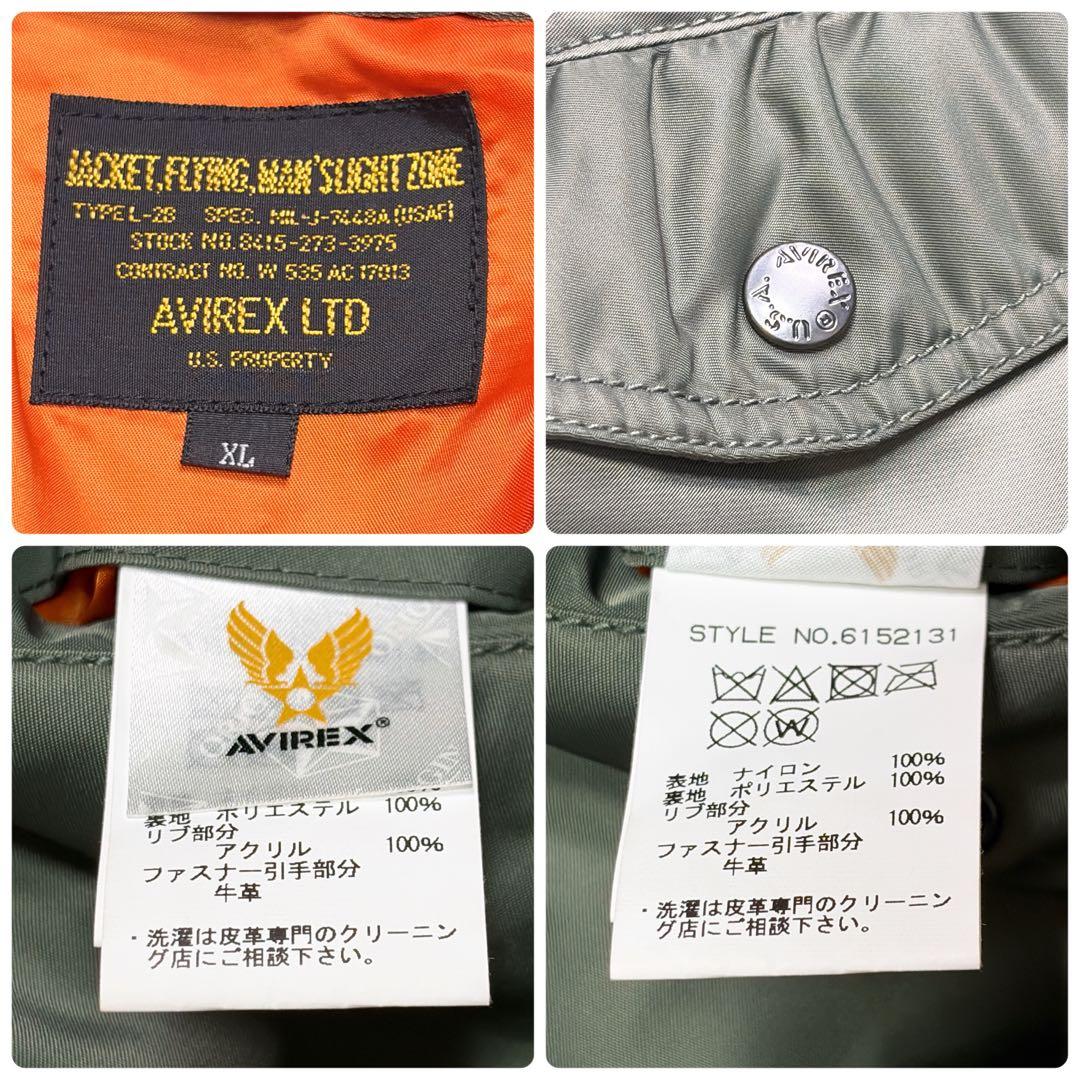 JACKET, FLYING, MAN'S LIGHT ZONE
TYPE L-2B SPEC. MIL-J-7448A (USAF)
STOCK NO. 8415-273-3975
CONTRACT NO. W 535 AC 17013
AVIREX LTD
U.S. PROPERTY
XL
AVIREX® U.S.A.
AVIREX®
裏地 ポリエステル 100%
リブ部分
アクリル 100%
ファスナー引手部分
牛革
・洗濯は皮革専門のクリーニン
グ店にご相談下さい。
STYLE NO.6152131
W
表地 ナイロン 100%
裏地 ポリエステル 100%
リブ部分
アクリル 100%
ファスナー引手部分
牛革
・洗濯は皮革専門のクリーニン
グ店にご相談下さい。